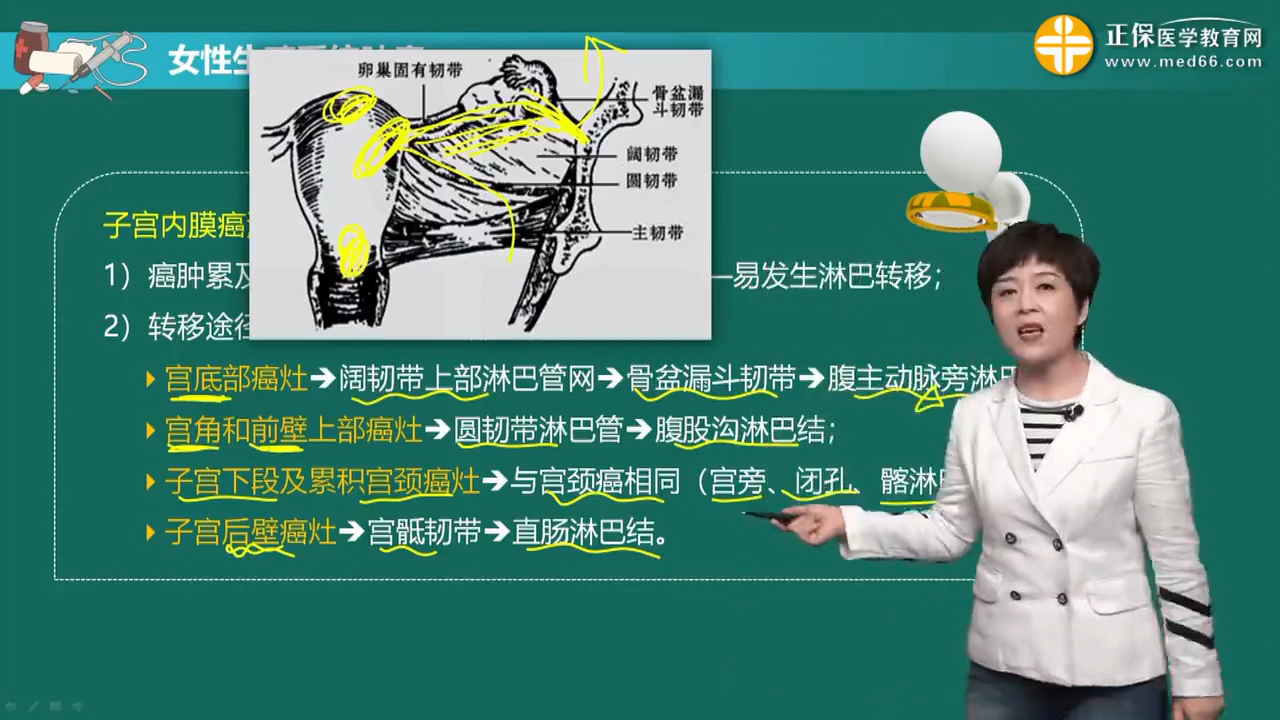 正保医学教育网
www.med66.com
女性生
卵巢固有韧带
骨盆漏
斗韧带
阔韧带
圆韧带
主韧带
子宫内膜癌
1）癌肿累及
—易发生淋巴转移；
2）转移途径
宫底部癌灶→阔韧带上部淋巴管网→骨盆漏斗韧带→腹主动脉旁淋巴
宫角和前壁上部癌灶→圆韧带淋巴管→腹股沟淋巴结；
子宫下段及累积宫颈癌灶→与宫颈癌相同（宫旁、闭孔、髂淋巴
子宫后壁癌灶→宫骶韧带→直肠淋巴结。